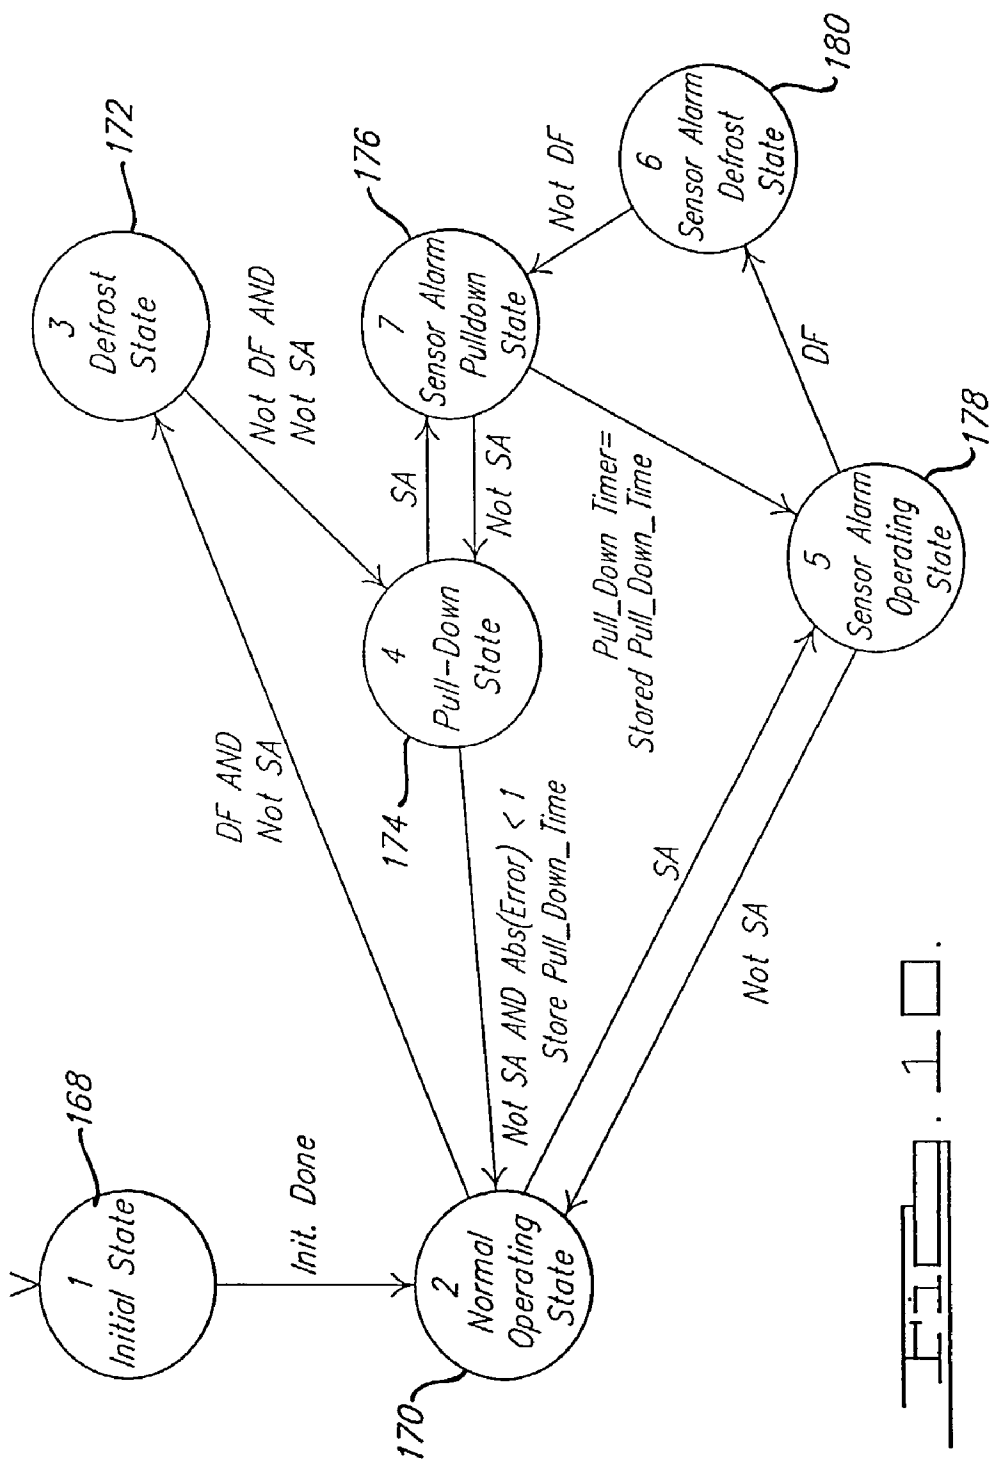 168
1
Initial State
Init. Done
170
2
Normal
Operating
State
DF AND
Not SA
172
3
Defrost
State
Not DF AND
Not SA
174
4
Pull-Down
State
Not SA AND Abs(Error) < 1
Store Pull_Down_Time
SA
Not SA
176
7
Sensor Alarm
Pulldown
State
Not DF
180
6
Sensor Alarm
Defrost
State
Pull_Down Timer=
Stored Pull_Down_Time
DF
SA
Not SA
178
5
Sensor Alarm
Operating
State